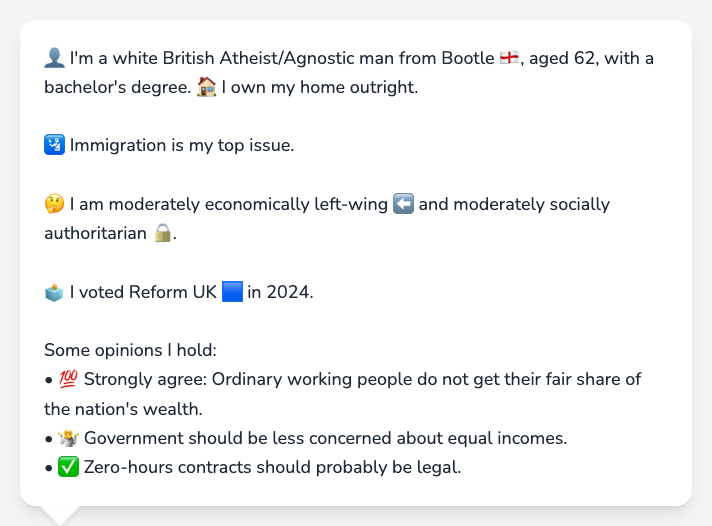 👤 I'm a white British Atheist/Agnostic man from Bootle 🏴󠁧󠁢󠁥󠁮󠁧󠁿, aged 62, with a
bachelor's degree. 🏠 I own my home outright.
🛂 Immigration is my top issue.
🤔 I am moderately economically left-wing ⬅️ and moderately socially
authoritarian 🔒.
🗳️ I voted Reform UK 🟦 in 2024.
Some opinions I hold:
• 💯 Strongly agree: Ordinary working people do not get their fair share of
the nation's wealth.
• 🤷 Government should be less concerned about equal incomes.
• ✅ Zero-hours contracts should probably be legal.